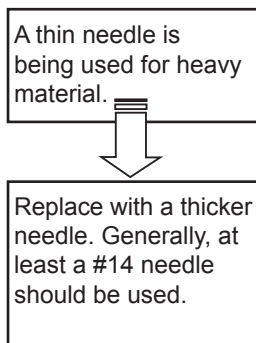 A thin needle is
being used for heavy
material.
Replace with a thicker
needle. Generally, at
least a #14 needle
should be used.